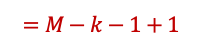 = M − k − 1 + 1